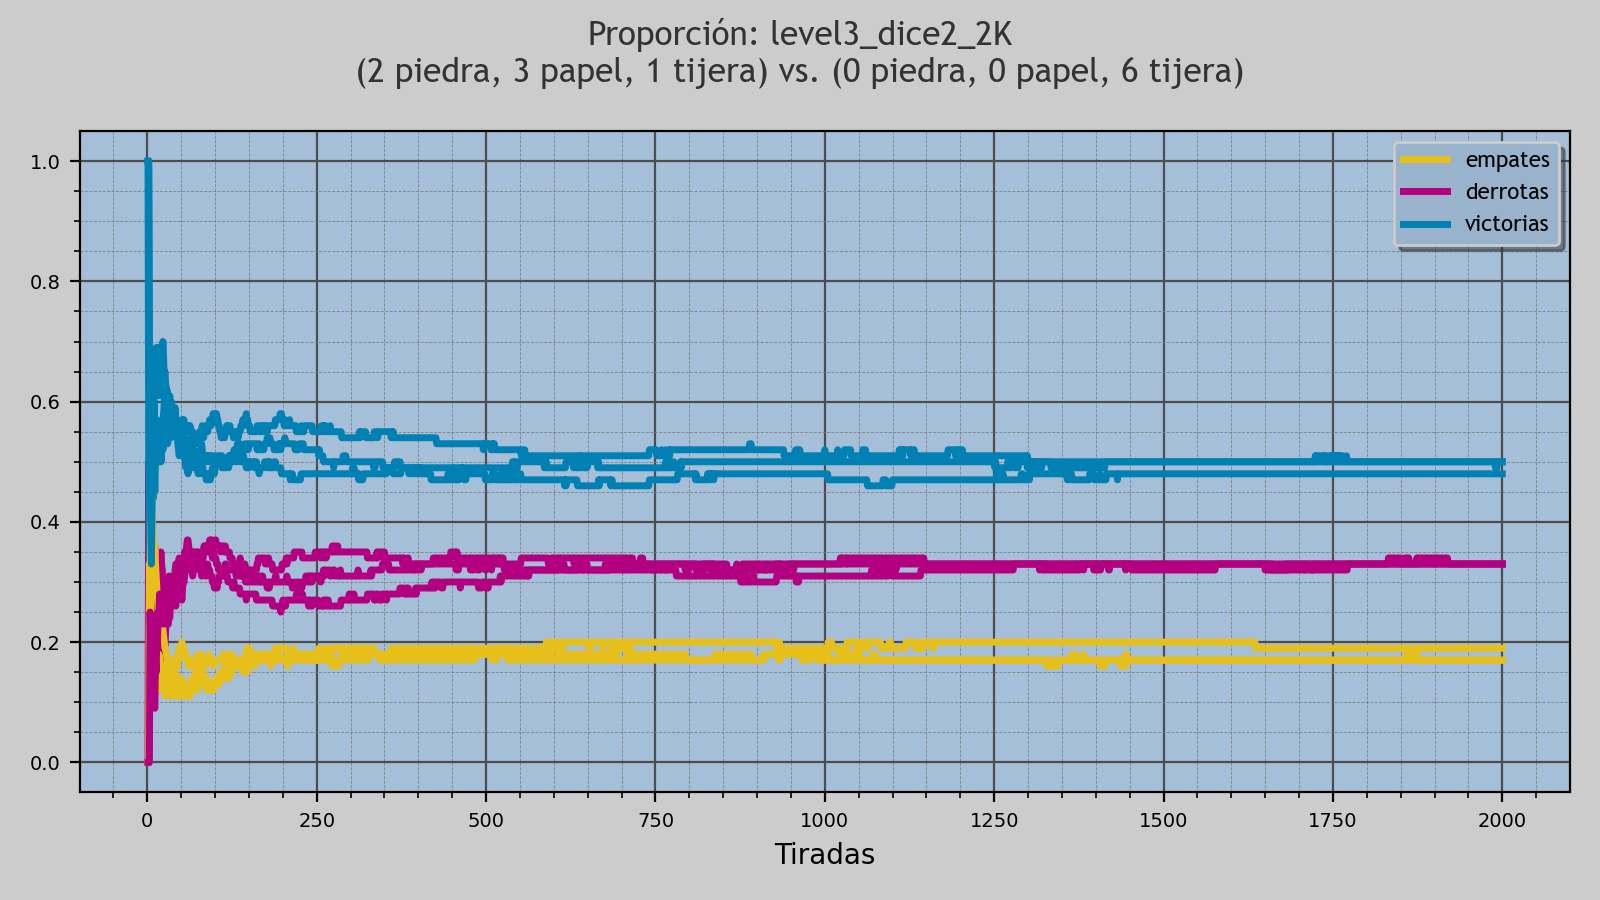 Proporción: level3_dice2_2K
(2 piedra, 3 papel, 1 tijera) vs. (0 piedra, 0 papel, 6 tijera)
1.0
0.8
0.6
0.4
0.2
0.0
empates
derrotas
victorias
0 250 500 750 1000 1250 1500 1750 2000
Tiradas